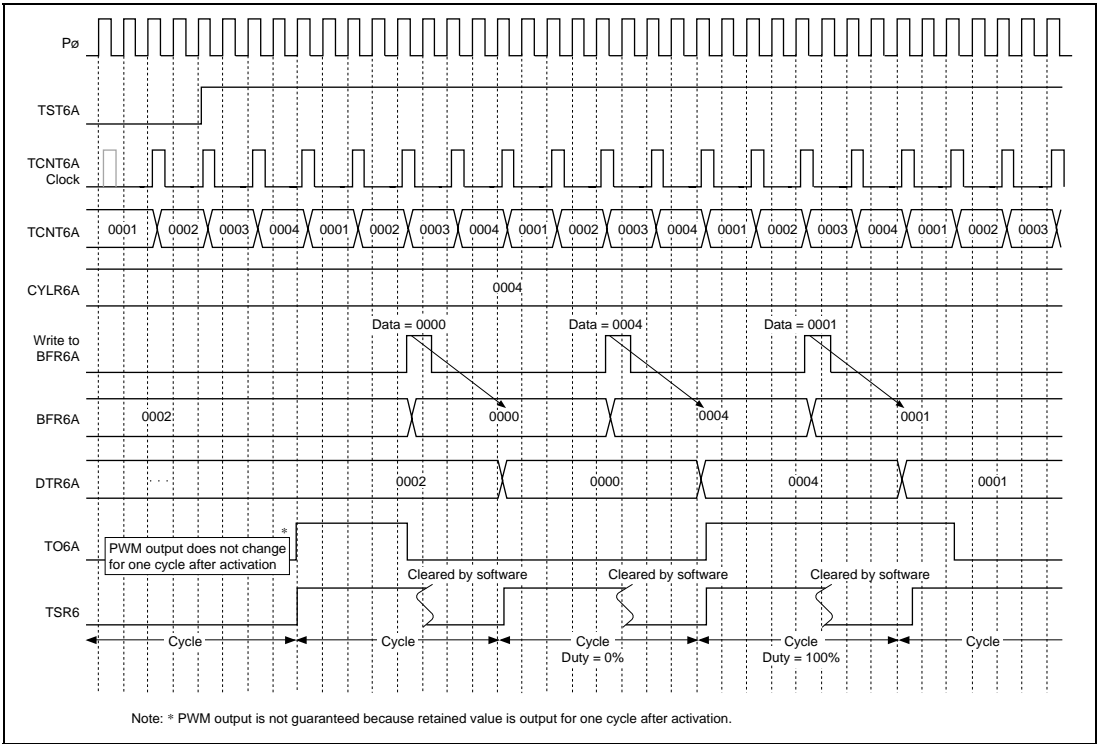 Pø
TST6A
TCNT6A
Clock
TCNT6A
0001 0002 0003 0004 0001 0002 0003 0004 0001 0002 0003 0004 0001 0002 0003 0004 0001 0002 0003
CYLR6A
0004
Data = 0000 Data = 0004 Data = 0001
Write to
BFR6A
BFR6A
0002 0000 0004 0001
DTR6A
· · · 0002 0000 0004 0001
*
TO6A
PWM output does not change
for one cycle after activation
Cleared by software Cleared by software Cleared by software
TSR6
Cycle Cycle Cycle Cycle Cycle
Duty = 0% Duty = 100%
Note: * PWM output is not guaranteed because retained value is output for one cycle after activation.